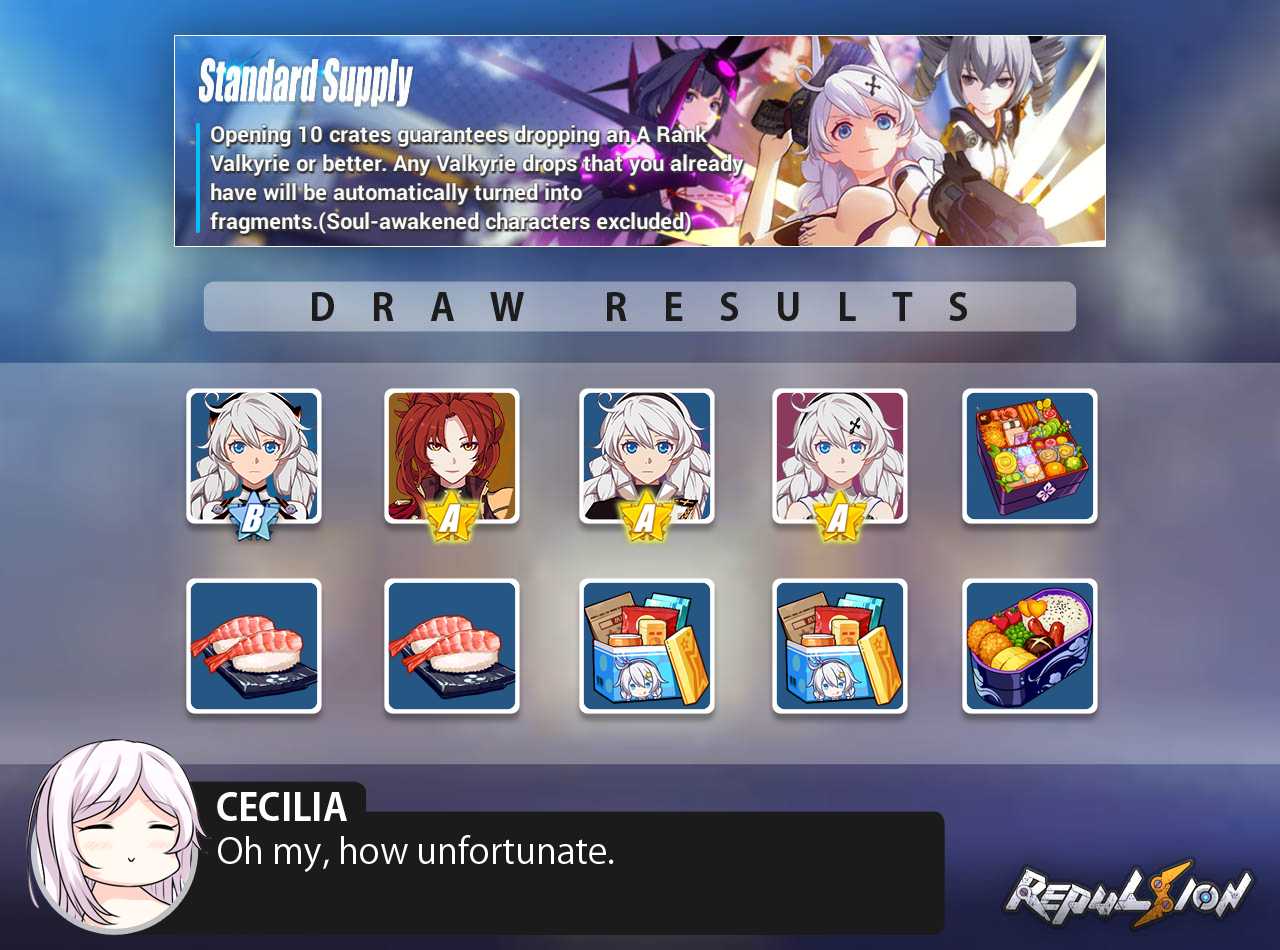 Standard Supply
Opening 10 crates guarantees dropping an A Rank
Valkyrie or better. Any Valkyrie drops that you already
have will be automatically turned into
fragments.(Soul-awakened characters excluded)
DRAW RESULTS
B
A
A
A
CECILIA
Oh my, how unfortunate.
REPULSION